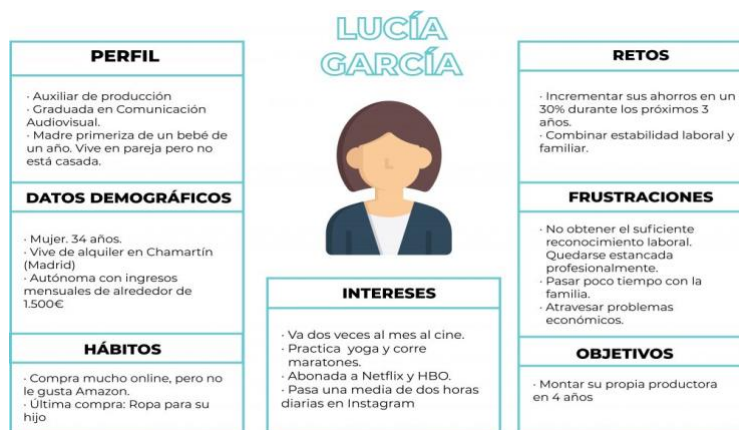 LUCÍA
GARCÍA
PERFIL
· Auxiliar de producción
· Graduada en Comunicación
Audiovisual.
· Madre primeriza de un bebé de
un año. Vive en pareja pero no
está casada.
DATOS DEMOGRÁFICOS
· Mujer. 34 años.
· Vive de alquiler en Chamartín
(Madrid)
· Autónoma con ingresos
mensuales de alrededor de
1.500€
HÁBITOS
· Compra mucho online, pero no
le gusta Amazon.
· Última compra: Ropa para su
hijo
INTERESES
· Va dos veces al mes al cine.
· Practica yoga y corre
maratones.
· Abonada a Netflix y HBO.
· Pasa una media de dos horas
diarias en Instagram
RETOS
· Incrementar sus ahorros en un
30% durante los próximos 3
años.
· Combinar estabilidad laboral y
familiar.
FRUSTRACIONES
· No obtener el suficiente
reconocimiento laboral.
Quedarse estancada
profesionalmente.
· Pasar poco tiempo con la
familia.
· Atravesar problemas
económicos.
OBJETIVOS
· Montar su propia productora
en 4 años